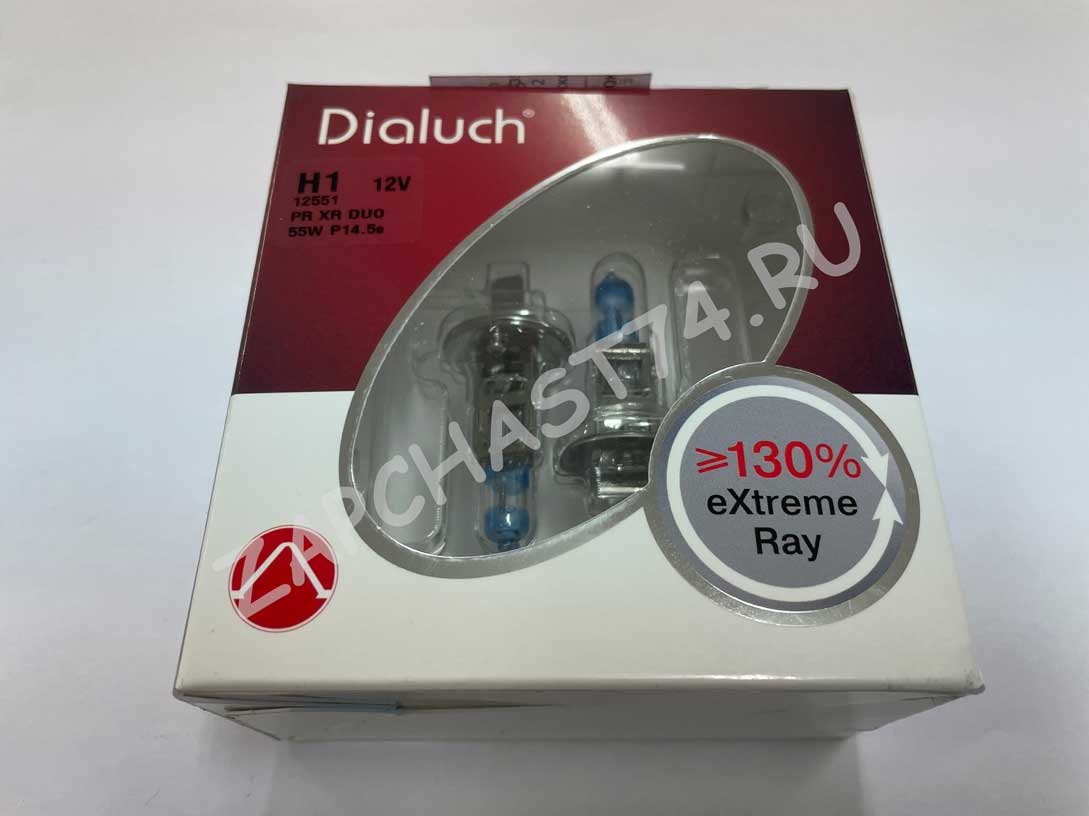 Dialuch®
H1 12V
12551
PR XR DUO
55W P14.5s
≥130%
eXtreme
Ray
ZAPCHAST74.RU